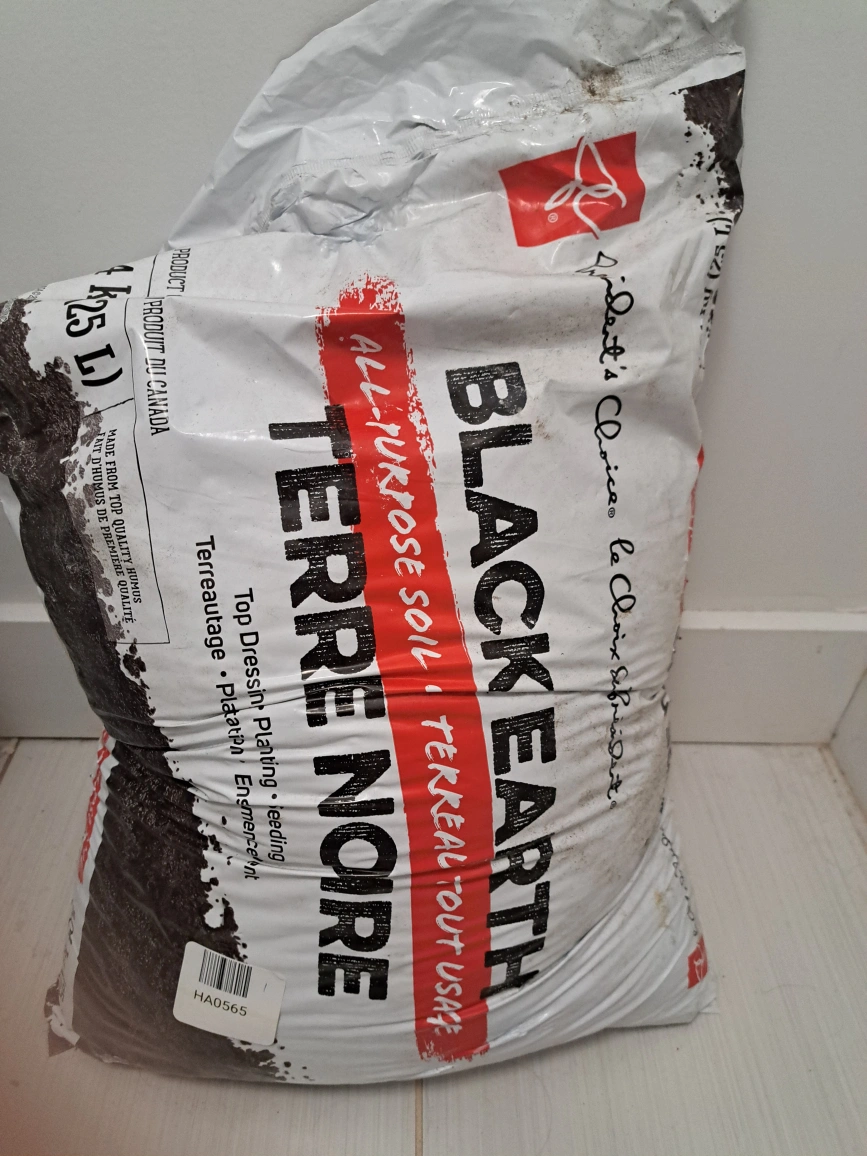 President's Choice® le Choix du Président®
BLACK EARTH
ALL-PURPOSE SOIL • TERREAU TOUT USAGE
TERRE NOIRE
Top Dressing • Planting • Seeding
Terreautage • Plantation • Ensemencement
PRODUCT
PRODUIT DU CANADA
(25 L)
MADE FROM TOP QUALITY HUMUS
FAIT D'HUMUS DE PREMIÈRE QUALITÉ
HA0565